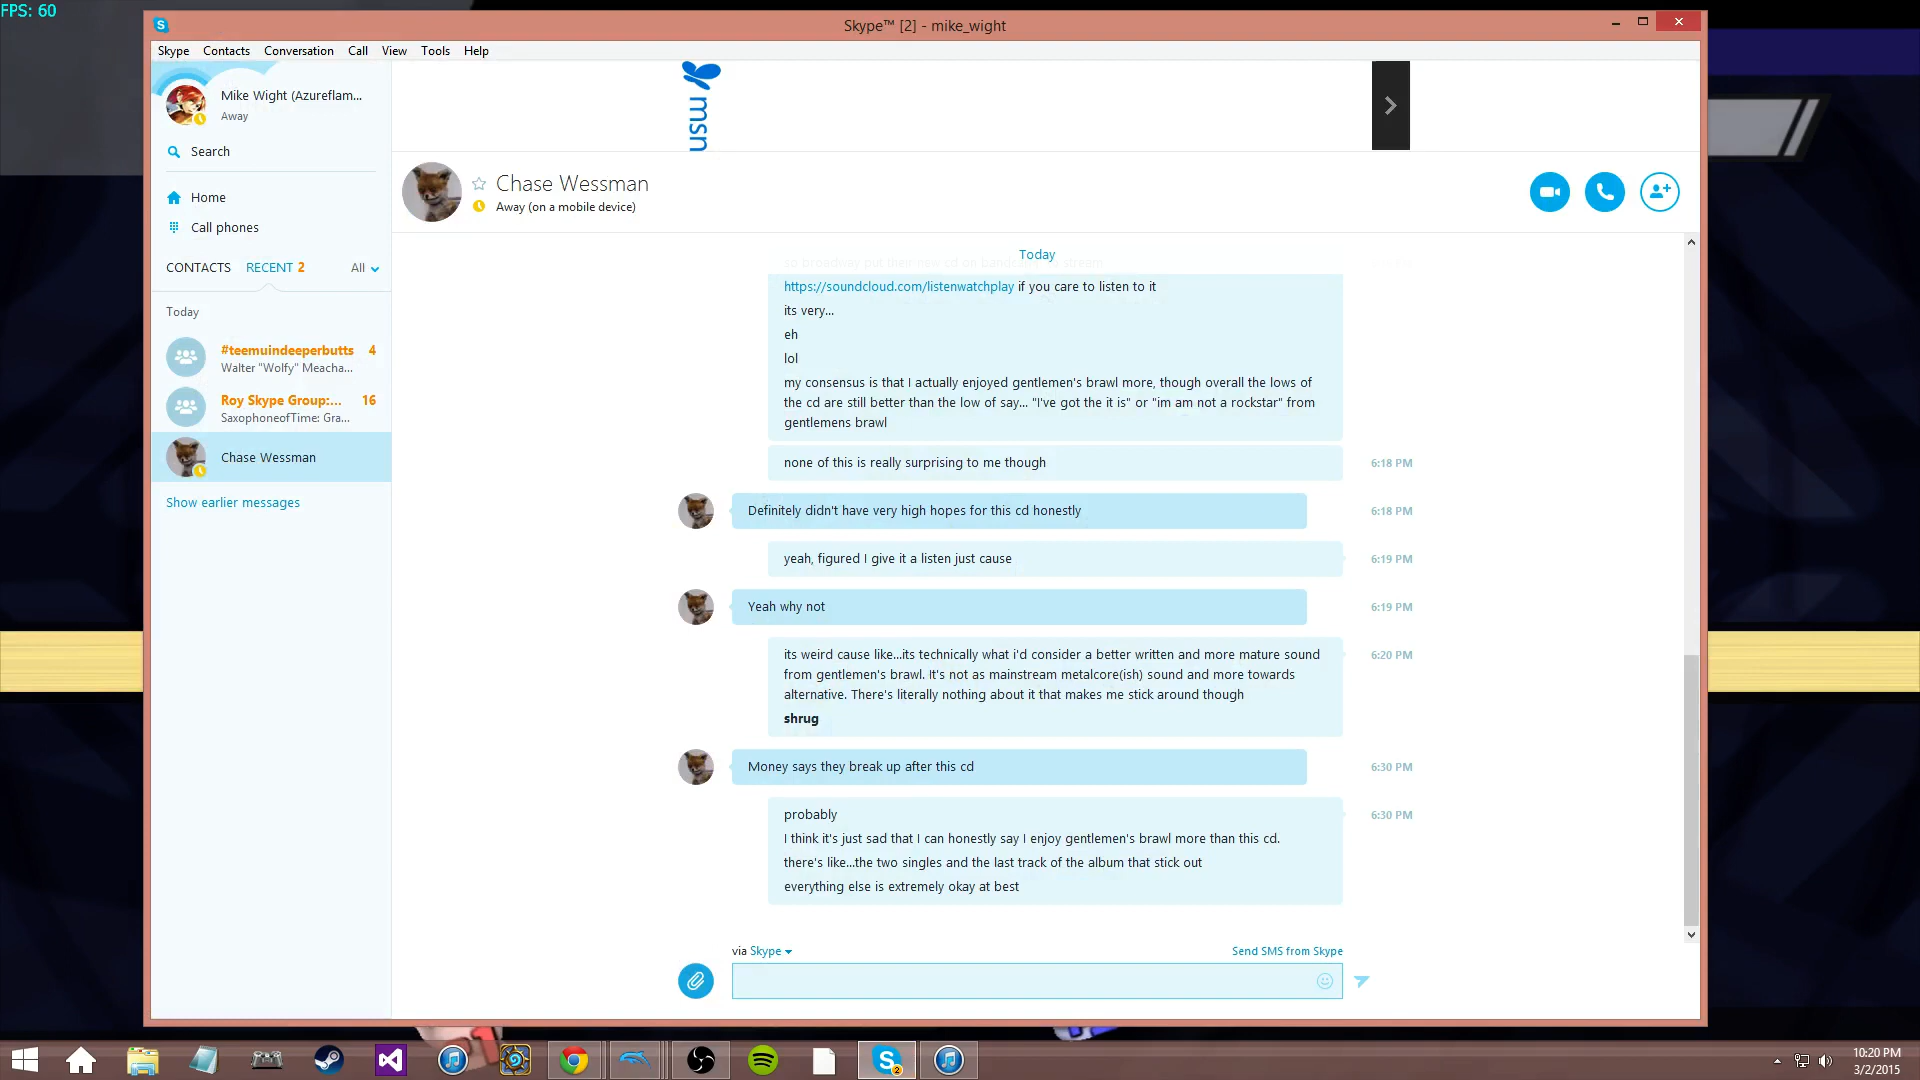 FPS: 60
Skype™ [2] - mike_wight
Skype Contacts Conversation Call View Tools Help
Mike Wight (Azureflam...
Away
Search
Home
Call phones
CONTACTS RECENT 2 All
Today
#teemuindeeperbutts 4
Walter "Wolfy" Meacha...
Roy Skype Group:... 16
SaxophoneofTime: Gra...
Chase Wessman
Show earlier messages
msn
Chase Wessman
Away (on a mobile device)
Today
so broadway put their new cd on
stream
https://soundcloud.com/listenwatchplay if you care to listen to it
its very...
eh
lol
my consensus is that I actually enjoyed gentlemen's brawl more, though overall the lows of
the cd are still better than the low of say... "I've got the it is" or "im am not a rockstar" from
gentlemens brawl
none of this is really surprising to me though 6:18 PM
Definitely didn't have very high hopes for this cd honestly 6:18 PM
yeah, figured I give it a listen just cause 6:19 PM
Yeah why not 6:19 PM
its weird cause like...its technically what i'd consider a better written and more mature sound 6:20 PM
from gentlemen's brawl. It's not as mainstream metalcore(ish) sound and more towards
alternative. There's literally nothing about it that makes me stick around though
shrug
Money says they break up after this cd 6:30 PM
probably 6:30 PM
I think it's just sad that I can honestly say I enjoy gentlemen's brawl more than this cd.
there's like...the two singles and the last track of the album that stick out
everything else is extremely okay at best
via Skype Send SMS from Skype
2
10:20 PM
3/2/2015